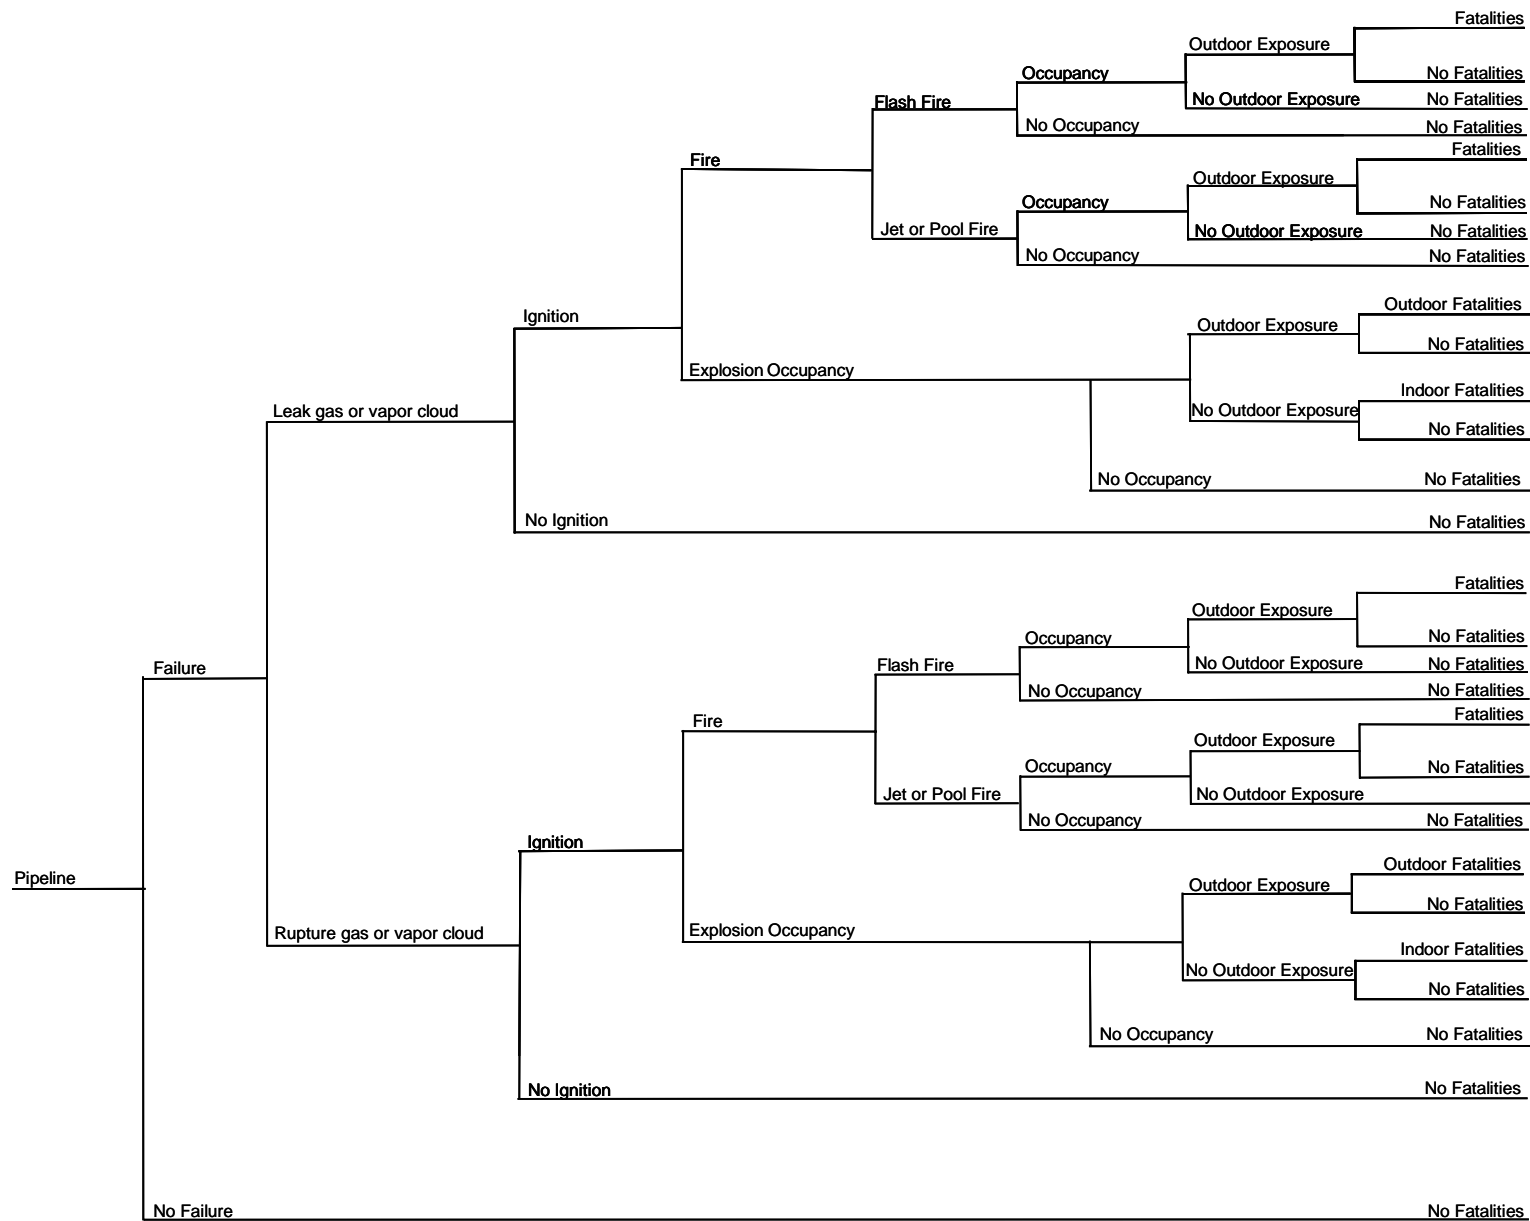 Fatalities
Outdoor Exposure
No Fatalities
Occupancy
No Outdoor Exposure No Fatalities
Flash Fire
No Occupancy No Fatalities
Fatalities
Fire
Outdoor Exposure
No Fatalities
Occupancy
No Outdoor Exposure No Fatalities
Jet or Pool Fire
No Occupancy No Fatalities
Outdoor Fatalities
Ignition
Outdoor Exposure
No Fatalities
Explosion Occupancy
Indoor Fatalities
No Outdoor Exposure
Leak gas or vapor cloud
No Fatalities
No Occupancy No Fatalities
No Ignition No Fatalities
Fatalities
Outdoor Exposure
No Fatalities
Occupancy
No Outdoor Exposure No Fatalities
Failure
Flash Fire
No Occupancy No Fatalities
Fatalities
Fire
Outdoor Exposure
No Fatalities
Occupancy
Jet or Pool Fire
No Outdoor Exposure
No Occupancy No Fatalities
Ignition
Outdoor Fatalities
Pipeline
Outdoor Exposure
No Fatalities
Explosion Occupancy
Rupture gas or vapor cloud
Indoor Fatalities
No Outdoor Exposure
No Fatalities
No Occupancy No Fatalities
No Ignition No Fatalities
No Failure No Fatalities